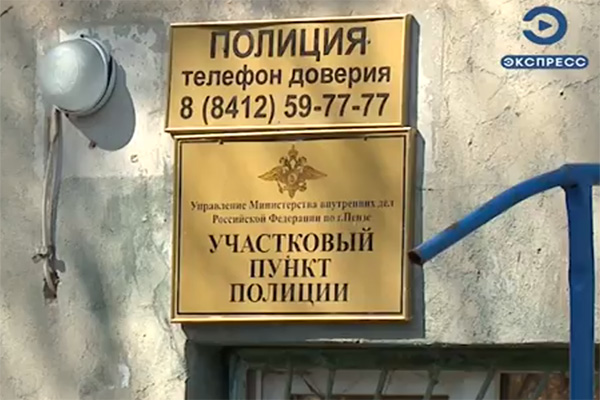 ПОЛИЦИЯ
телефон доверия
8 (8412) 59-77-77
Управление Министерства внутренних дел
Российской Федерации по г.Пензе
УЧАСТКОВЫЙ
ПУНКТ
ПОЛИЦИИ
ЭКСПРЕСС